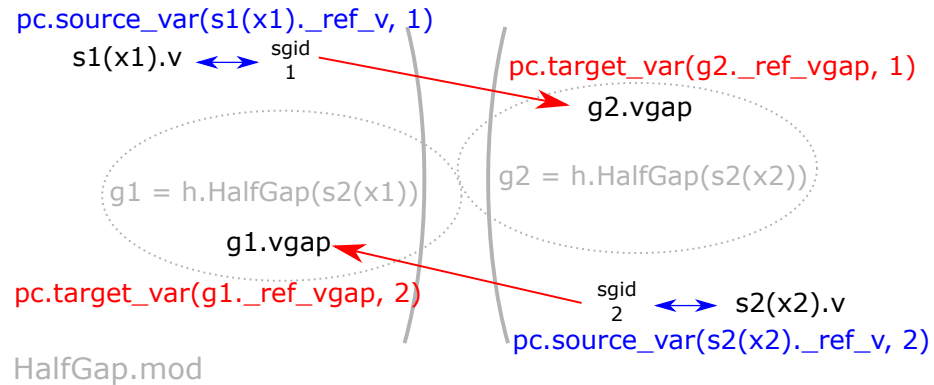 pc.source_var(s1(x1)._ref_v, 1)
s1(x1).v
sgid
1
pc.target_var(g2._ref_vgap, 1)
g2.vgap
g1 = h.HalfGap(s2(x1))
g2 = h.HalfGap(s2(x2))
g1.vgap
pc.target_var(g1._ref_vgap, 2)
sgid
2
s2(x2).v
pc.source_var(s2(x2)._ref_v, 2)
HalfGap.mod